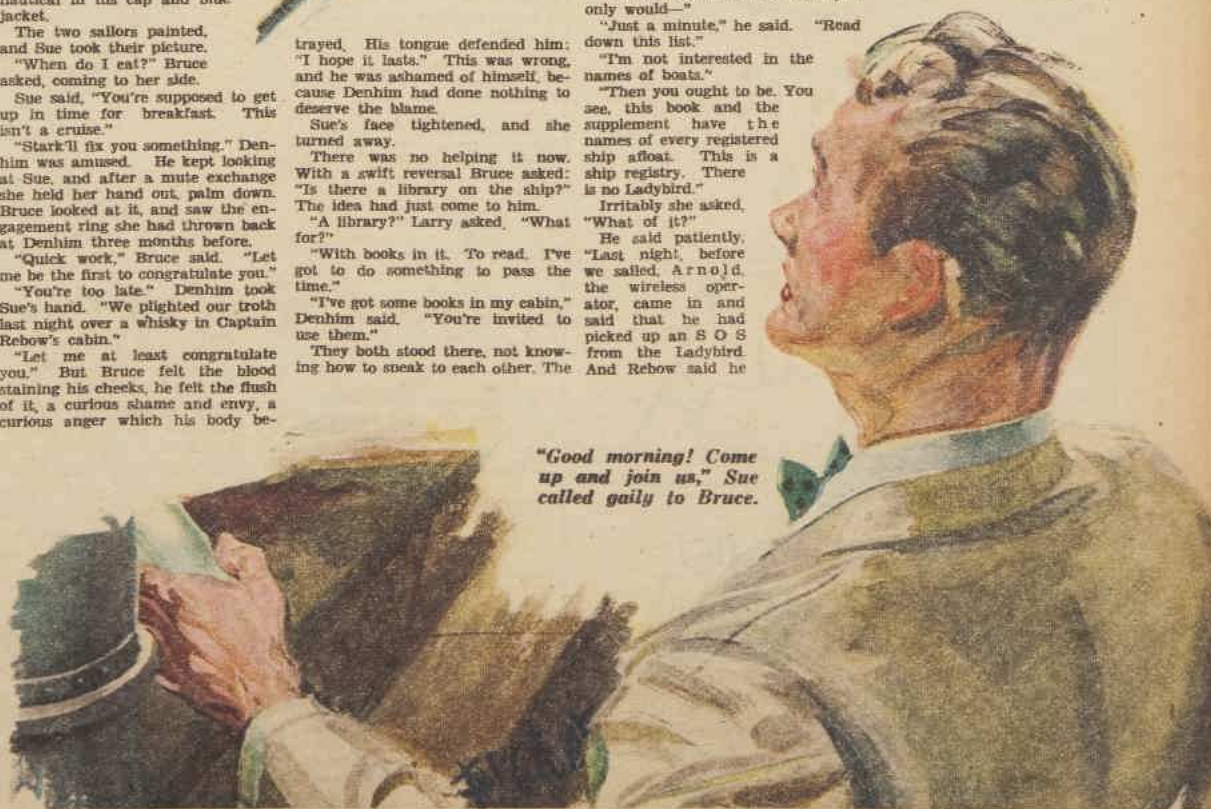 nautical in his cap and blue
jacket.
The two sailors painted,
and Sue took their picture.
"When do I eat?" Bruce
asked, coming to her side.
Sue said, "You're supposed to get
up in time for breakfast. This
isn't a cruise."
"Stark'll fix you something." Den-
him was amused. He kept looking
at Sue, and after a mute exchange
she held her hand out, palm down.
Bruce looked at it, and saw the en-
gagement ring she had thrown back
at Denhim three months before.
"Quick work," Bruce said. "Let
me be the first to congratulate you."
"You're too late." Denhim took
Sue's hand. "We plighted our troth
last night over a whisky in Captain
Rebow's cabin."
"Let me at least congratulate
you." But Bruce felt the blood
staining his cheeks, he felt the flush
of it, a curious shame and envy, a
curious anger which his body be-
trayed. His tongue defended him:
"I hope it lasts." This was wrong,
and he was ashamed of himself, be-
cause Denhim had done nothing to
deserve the blame.
Sue's face tightened, and she
turned away.
There was no helping it now.
With a swift reversal Bruce asked:
"Is there a library on the ship?"
The idea had just come to him.
"A library?" Larry asked. "What
for?"
"With books in it. To read. I've
got to do something to pass the
time."
"I've got some books in my cabin,"
Denhim said. "You're invited to
use them."
They both stood there, not know-
ing how to speak to each other. The
only would—"
"Just a minute," he said. "Read
down this list."
"I'm not interested in the
names of boats."
"Then you ought to be. You
see, this book and the
supplement have the
names of every registered
ship afloat. This is a
ship registry. There
is no Ladybird."
Irritably she asked,
"What of it?"
He said patiently,
"Last night, before
we sailed, Arnold,
the wireless oper-
ator, came in and
said that he had
picked up an S O S
from the Ladybird.
And Rebow said he
"Good morning! Come
up and join us," Sue
called gaily to Bruce.